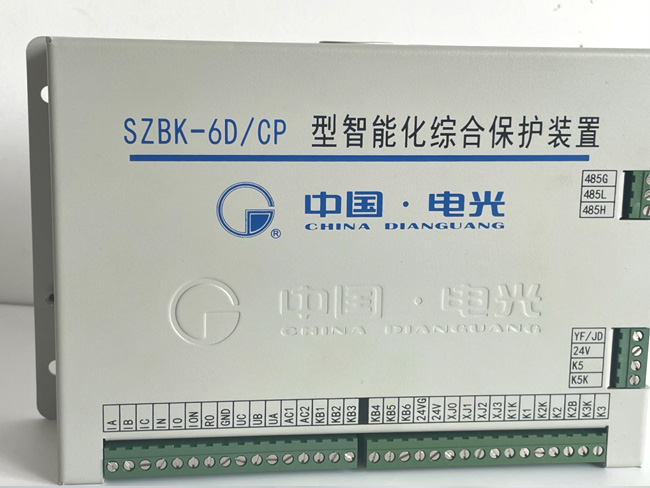 SZBK-6D/CP 型智能化综合保护装置
485G
485L
485H
中国·电光
®
CHINA DIANGUANG
中国·电光
CHINA DIANGUANG
YF/JD
24V
K5
K5K
IA IB IC IN IO ION RO GND UC UB UA AC1 AC2 KB1 KB2 KB3 KB4 KB5 KB6 24VG 24V XJ0 XJ1 XJ2 XJ3 K1K K1 K2K K2 K2B K3K K3